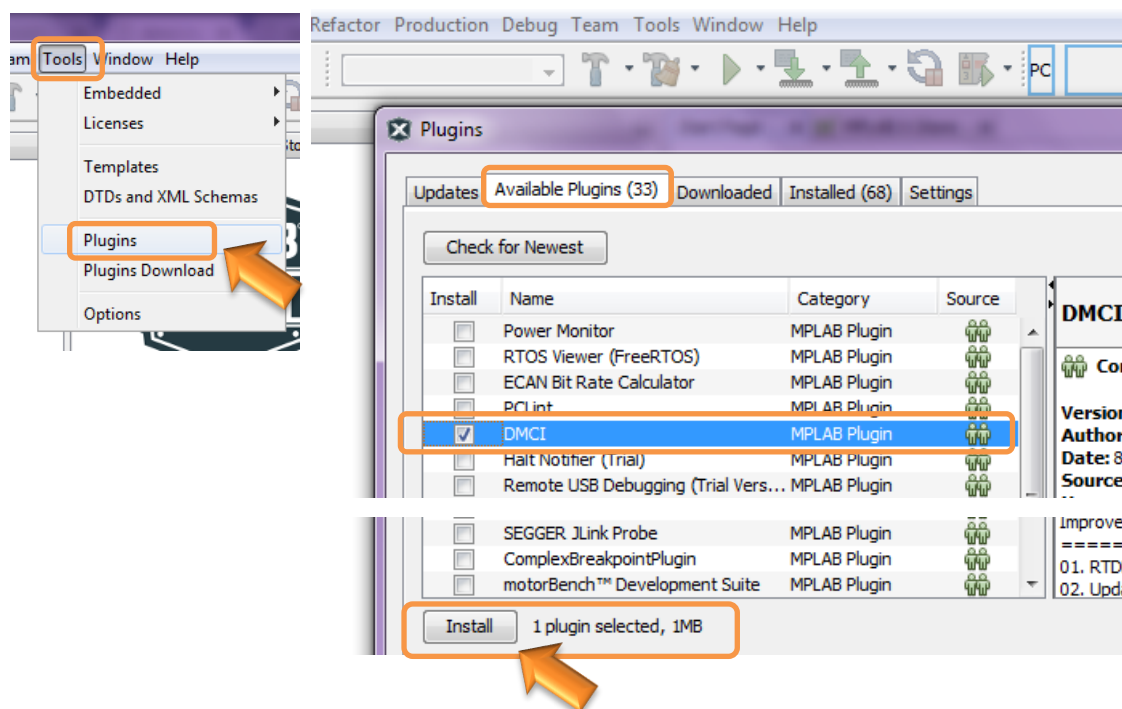 Refactor Production Debug Team Tools Window Help
am Tools Window Help
PC
Embedded
Licenses
Templates
DTDs and XML Schemas
Plugins
Plugins Download
Options
Plugins
Updates Available Plugins (33) Downloaded Installed (68) Settings
Check for Newest
Install Name Category Source
Power Monitor MPLAB Plugin
RTOS Viewer (FreeRTOS) MPLAB Plugin
ECAN Bit Rate Calculator MPLAB Plugin
PCLint MPLAB Plugin
DMCI MPLAB Plugin
Halt Notifier (Trial) MPLAB Plugin
Remote USB Debugging (Trial Vers... MPLAB Plugin
SEGGER JLink Probe MPLAB Plugin
ComplexBreakpointPlugin MPLAB Plugin
motorBench™ Development Suite MPLAB Plugin
DMCI
Co
Version
Author
Date: 8
Source
Improve
=====
01. RTD
02. Upd
Install 1 plugin selected, 1MB